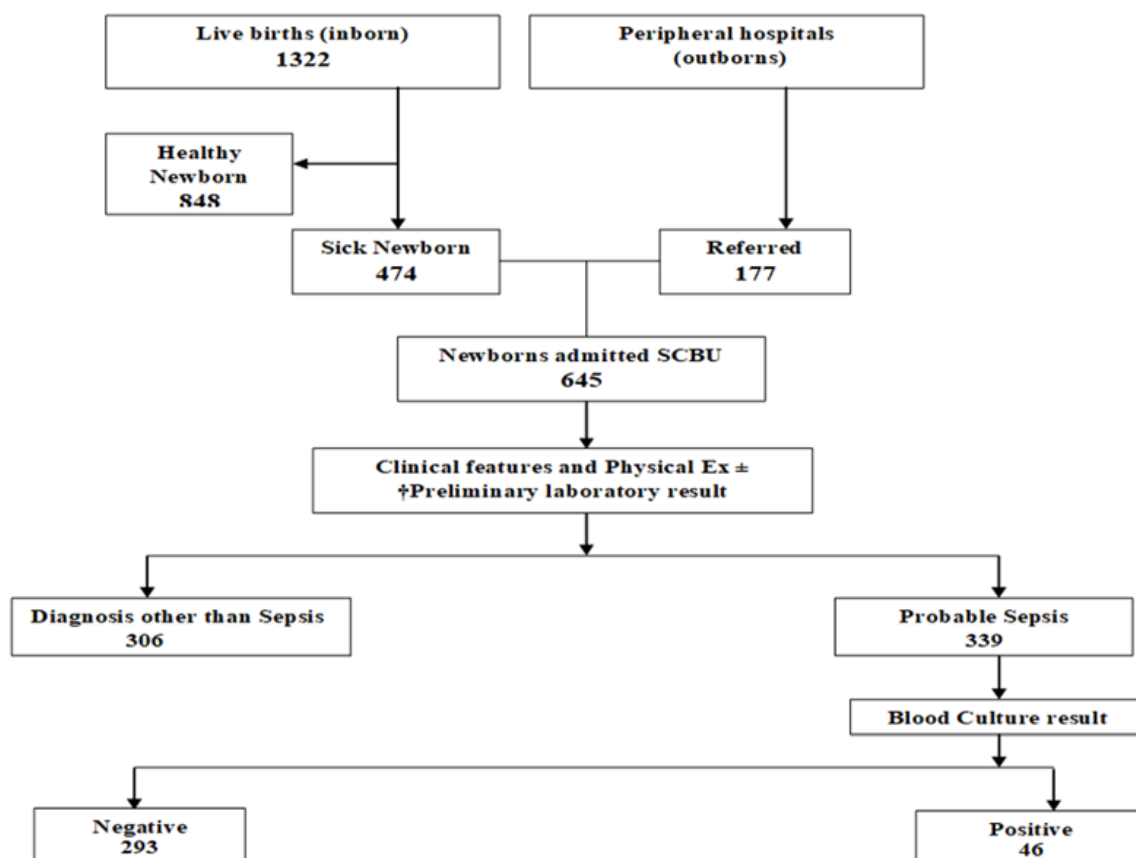 Live births (inborn)
1322
Peripheral hospitals
(outborns)
Healthy
Newborn
848
Sick Newborn
474
Referred
177
Newborns admitted SCBU
645
Clinical features and Physical Ex ±
†Preliminary laboratory result
Diagnosis other than Sepsis
306
Probable Sepsis
339
Blood Culture result
Negative
293
Positive
46